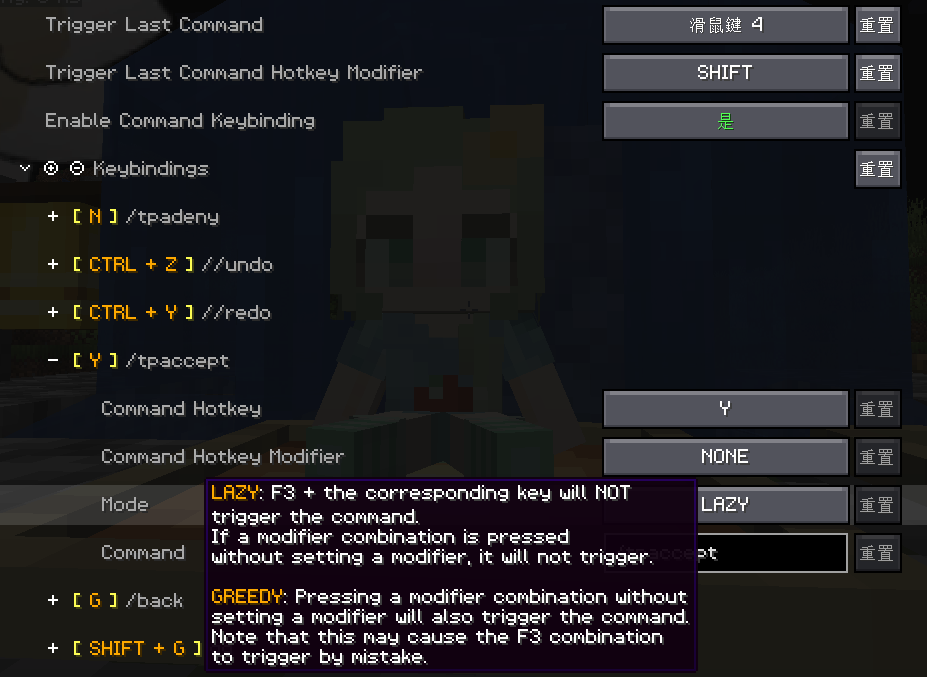 Trigger Last Command 滑鼠鍵 4 重置
Trigger Last Command Hotkey Modifier SHIFT 重置
Enable Command Keybinding 是 重置
Keybindings 重置
+ [ N ] /tpadeny
+ [ CTRL + Z ] //undo
+ [ CTRL + Y ] //redo
- [ Y ] /tpaccept
Command Hotkey Y 重置
Command Hotkey Modifier NONE 重置
Mode LAZY 重置
Command 重置
LAZY: F3 + the corresponding key will NOT
trigger the command.
If a modifier combination is pressed
without setting a modifier, it will not trigger.
GREEDY: Pressing a modifier combination without
setting a modifier will also trigger the command.
Note that this may cause the F3 combination
to trigger by mistake.
+ [ G ] /back
+ [ SHIFT + G ]